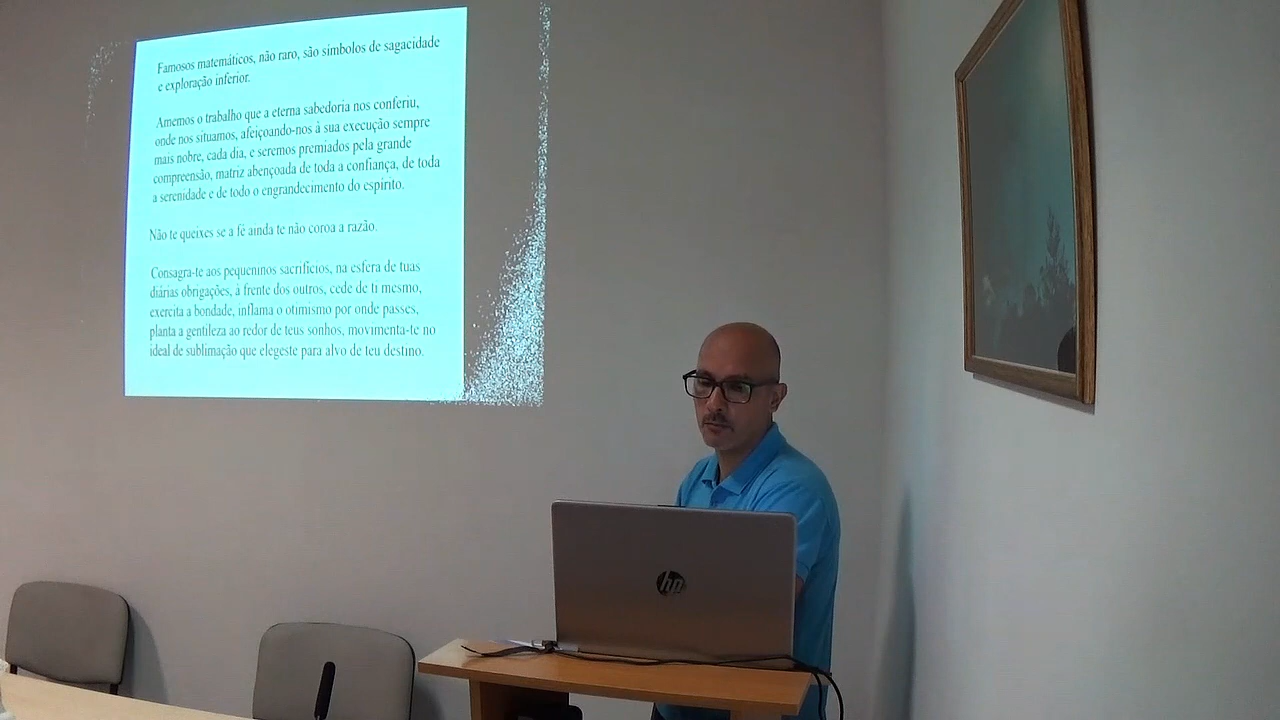 Famosos matemáticos, não raro, são símbolos de sagacidade
e exploração inferior.
Amemos o trabalho que a eterna sabedoria nos conferiu,
onde nos situamos, afeiçoando-nos à sua execução sempre
mais nobre, cada dia, e seremos premiados pela grande
compreensão, matriz abençoada de toda a confiança, de toda
a serenidade e de todo o engrandecimento do espírito.
Não te queixes se a fé ainda te não coroa a razão.
Consagra-te aos pequeninos sacrifícios, na esfera de tuas
diárias obrigações, à frente dos outros, cede de ti mesmo,
exercita a bondade, inflama o otimismo por onde passes,
planta a gentileza ao redor de teus sonhos, movimenta-te no
ideal de sublimação que elegeste para alvo de teu destino.
hp